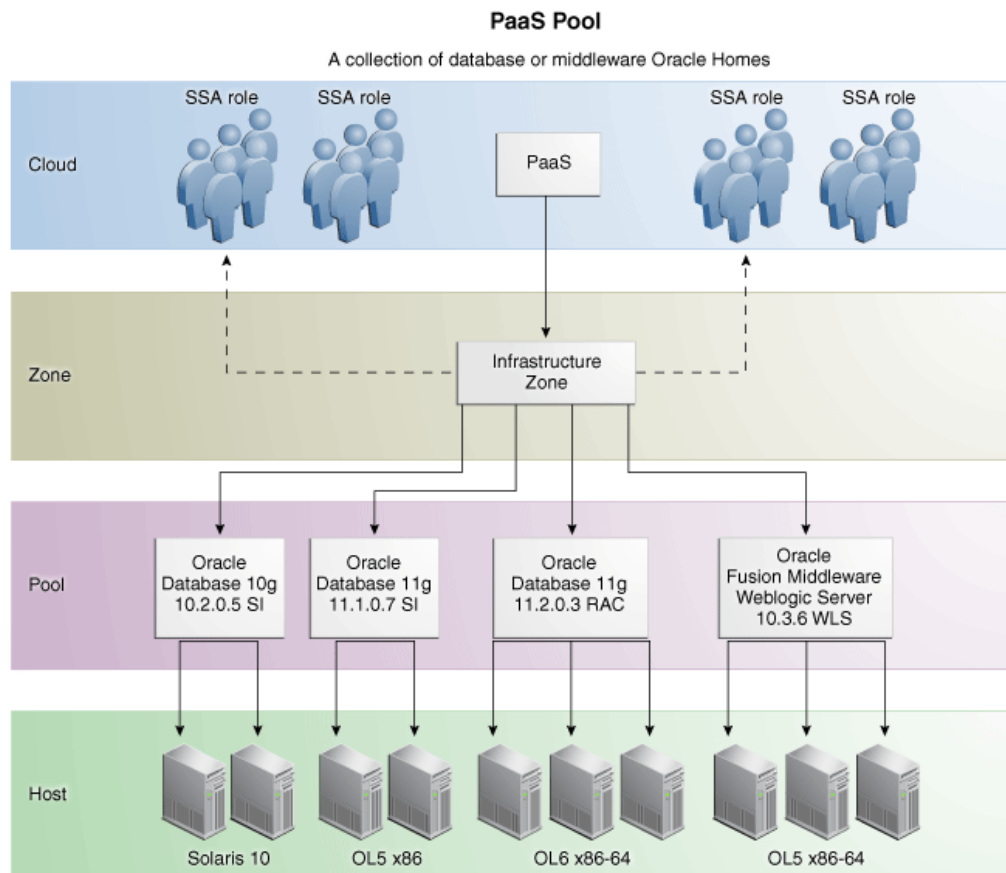 PaaS Pool
A collection of database or middleware Oracle Homes
SSA role
SSA role
SSA role
SSA role
Cloud
PaaS
Zone
Infrastructure
Zone
Pool
Oracle
Database 10g
10.2.0.5 SI
Oracle
Database 11g
11.1.0.7 SI
Oracle
Database 11g
11.2.0.3 RAC
Oracle
Fusion Middleware
Weblogic Server
10.3.6 WLS
Host
Solaris 10
OL5 x86
OL6 x86-64
OL5 x86-64